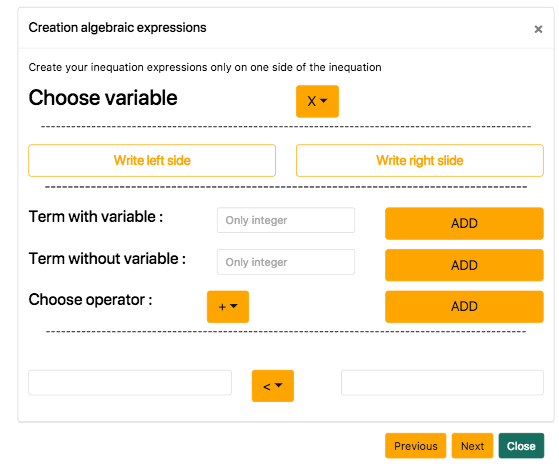 Creation algebraic expressions ×
Create your inequation expressions only on one side of the inequation
Choose variable X
Write left side Write right slide
Term with variable : Only integer ADD
Term without variable : Only integer ADD
Choose operator : + ADD
<
Previous Next Close